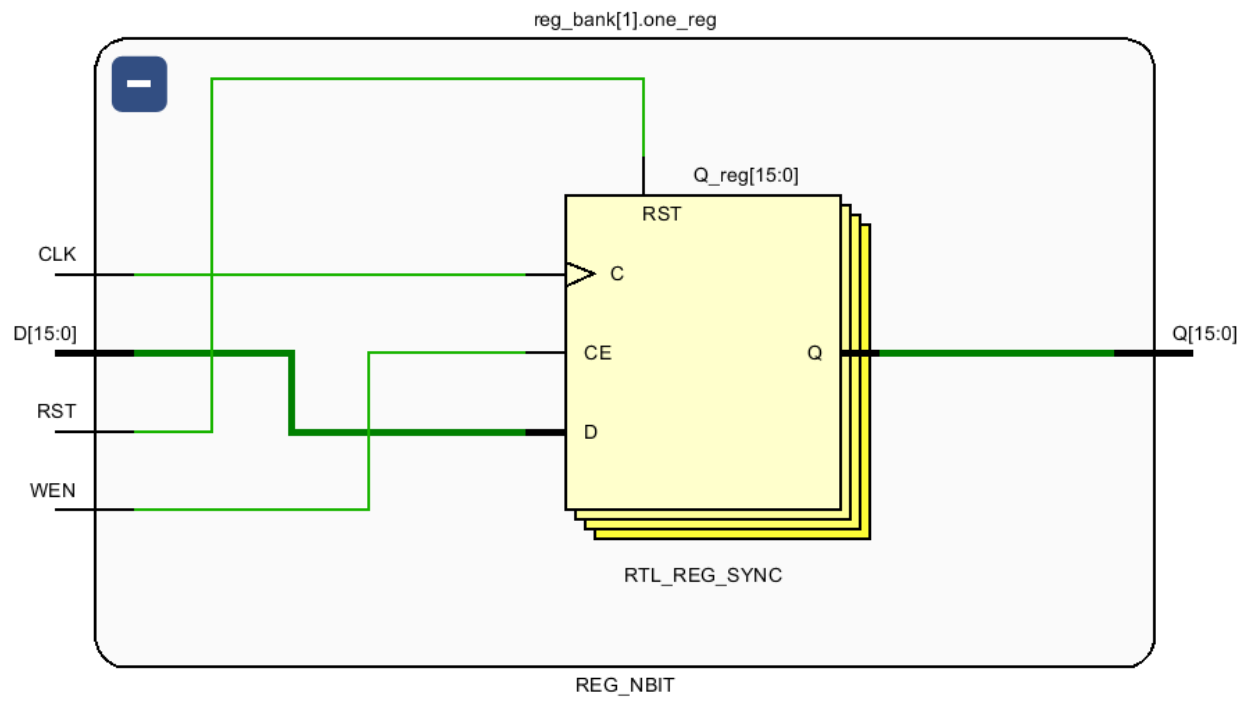 reg_bank[1].one_reg
Q_reg[15:0]
RST
CLK
C
D[15:0]
CE
Q
Q[15:0]
RST
D
WEN
RTL_REG_SYNC
REG_NBIT